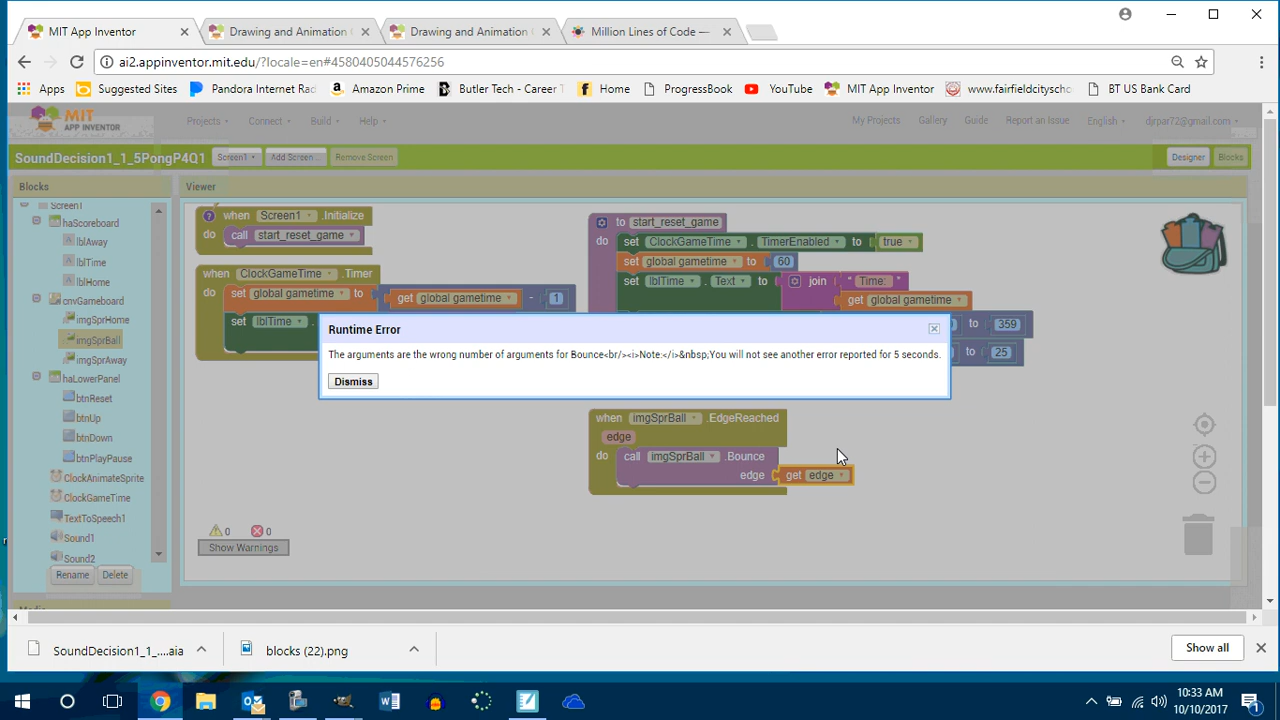 MIT App Inventor
Drawing and Animation
Drawing and Animation
Million Lines of Code —
ai2.appinventor.mit.edu/?locale=en#4580405044576256
Apps
Suggested Sites
Pandora Internet Rad
Amazon Prime
Butler Tech - Career T
Home
ProgressBook
YouTube
MIT App Inventor
www.fairfieldcityscho
BT US Bank Card
MIT
APP INVENTOR
Projects
Connect
Build
Help
My Projects
Gallery
Guide
Report an Issue
English
djrpar72@gmail.com
SoundDecision1_1_5PongP4Q1
Screen1
Add Screen ...
Remove Screen
Designer
Blocks
Blocks
Viewer
Screen1
haScoreboard
lblAway
lblTime
lblHome
cnvGameboard
imgSprHome
imgSprBall
imgSprAway
haLowerPanel
btnReset
btnUp
btnDown
btnPlayPause
ClockAnimateSprite
ClockGameTime
TextToSpeech1
Sound1
Sound2
Rename
Delete
? when Screen1 .Initialize
do call start_reset_game
when ClockGameTime .Timer
do set global gametime to get global gametime - 1
set lblTime .
to start_reset_game
do set ClockGameTime . TimerEnabled to true
set global gametime to 60
set lblTime . Text to join " Time: "
get global gametime
to 359
to 25
Runtime Error
The arguments are the wrong number of arguments for Bounce<br/><i>Note:</i>&nbsp;You will not see another error reported for 5 seconds.
Dismiss
when imgSprBall .EdgeReached
edge
do call imgSprBall .Bounce
edge get edge
0 0
Show Warnings
SoundDecision1_1_....aia
blocks (22).png
Show all
10:33 AM
10/10/2017
1